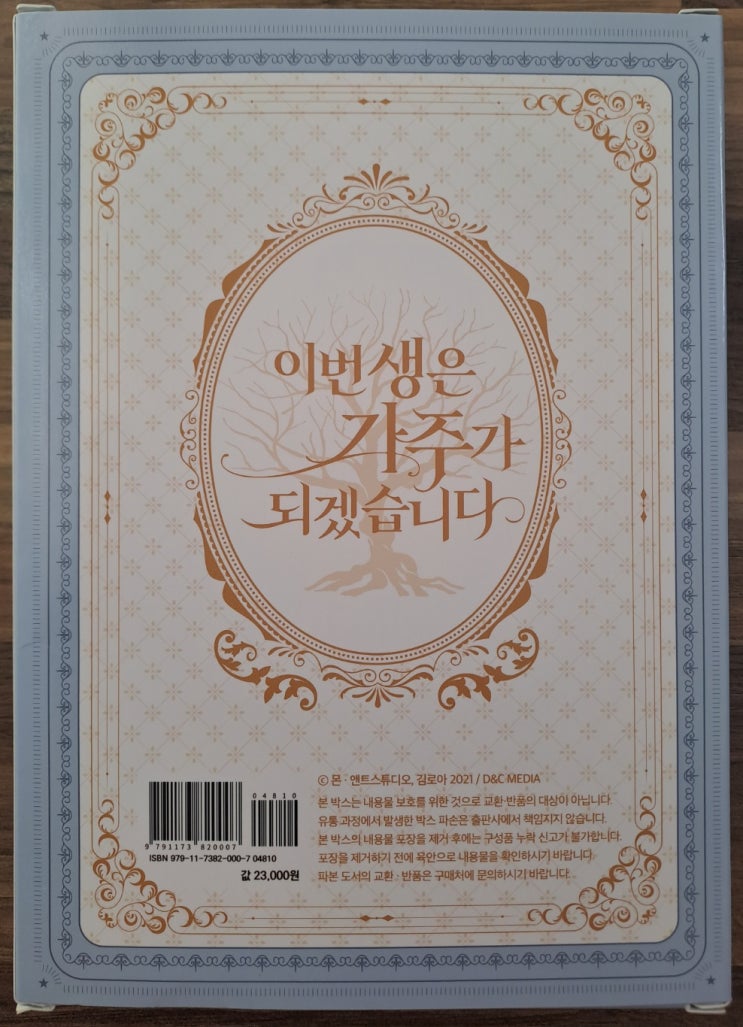 이번 생은
가주가
되겠습니다
ⓒ 몬 · 앤트스튜디오, 김로아 2021 / D&C MEDIA
본 박스는 내용물 보호를 위한 것으로 교환·반품의 대상이 아닙니다.
유통 과정에서 발생한 박스 파손은 출판사에서 책임지지 않습니다.
본 박스의 내용물 포장을 제거 후에는 구성품 누락 신고가 불가합니다.
포장을 제거하기 전에 육안으로 내용물을 확인하시기 바랍니다.
파본 도서의 교환 · 반품은 구매처에 문의하시기 바랍니다.
04810
9 791173 820007
ISBN 979-11-7382-000-7 04810
값 23,000원